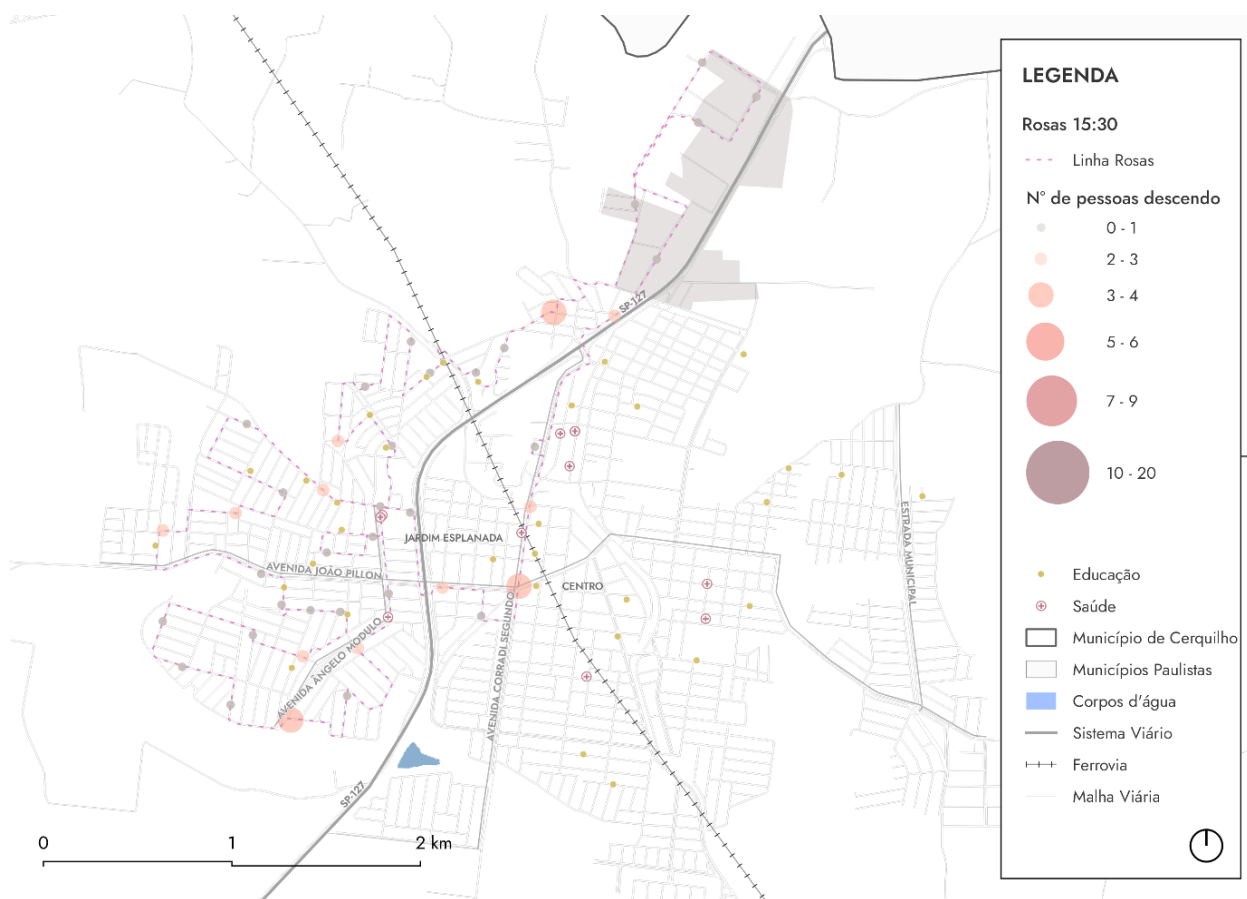 LEGENDA
Rosas 15:30
Linha Rosas
N° de pessoas descendo
0 - 1
2 - 3
3 - 4
5 - 6
7 - 9
10 - 20
Educação
Saúde
Município de Cerquilho
Municípios Paulistas
Corpos d'água
Sistema Viário
Ferrovia
Malha Viária
SP-127
JARDIM ESPLANADA
ESTRADA MUNICIPAL
AVENIDA JOÃO PILLON
CENTRO
AVENIDA CORRADI SEGUNDO
AVENIDA ÂNGELO MÓDULO
SP-127
0 1 2 km